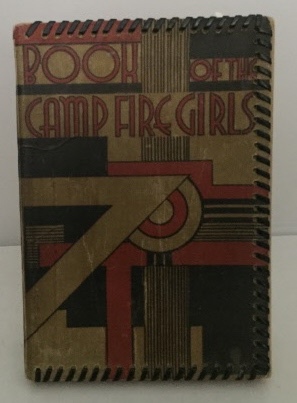 BOOK OF THE
CAMP FIRE GIRLS